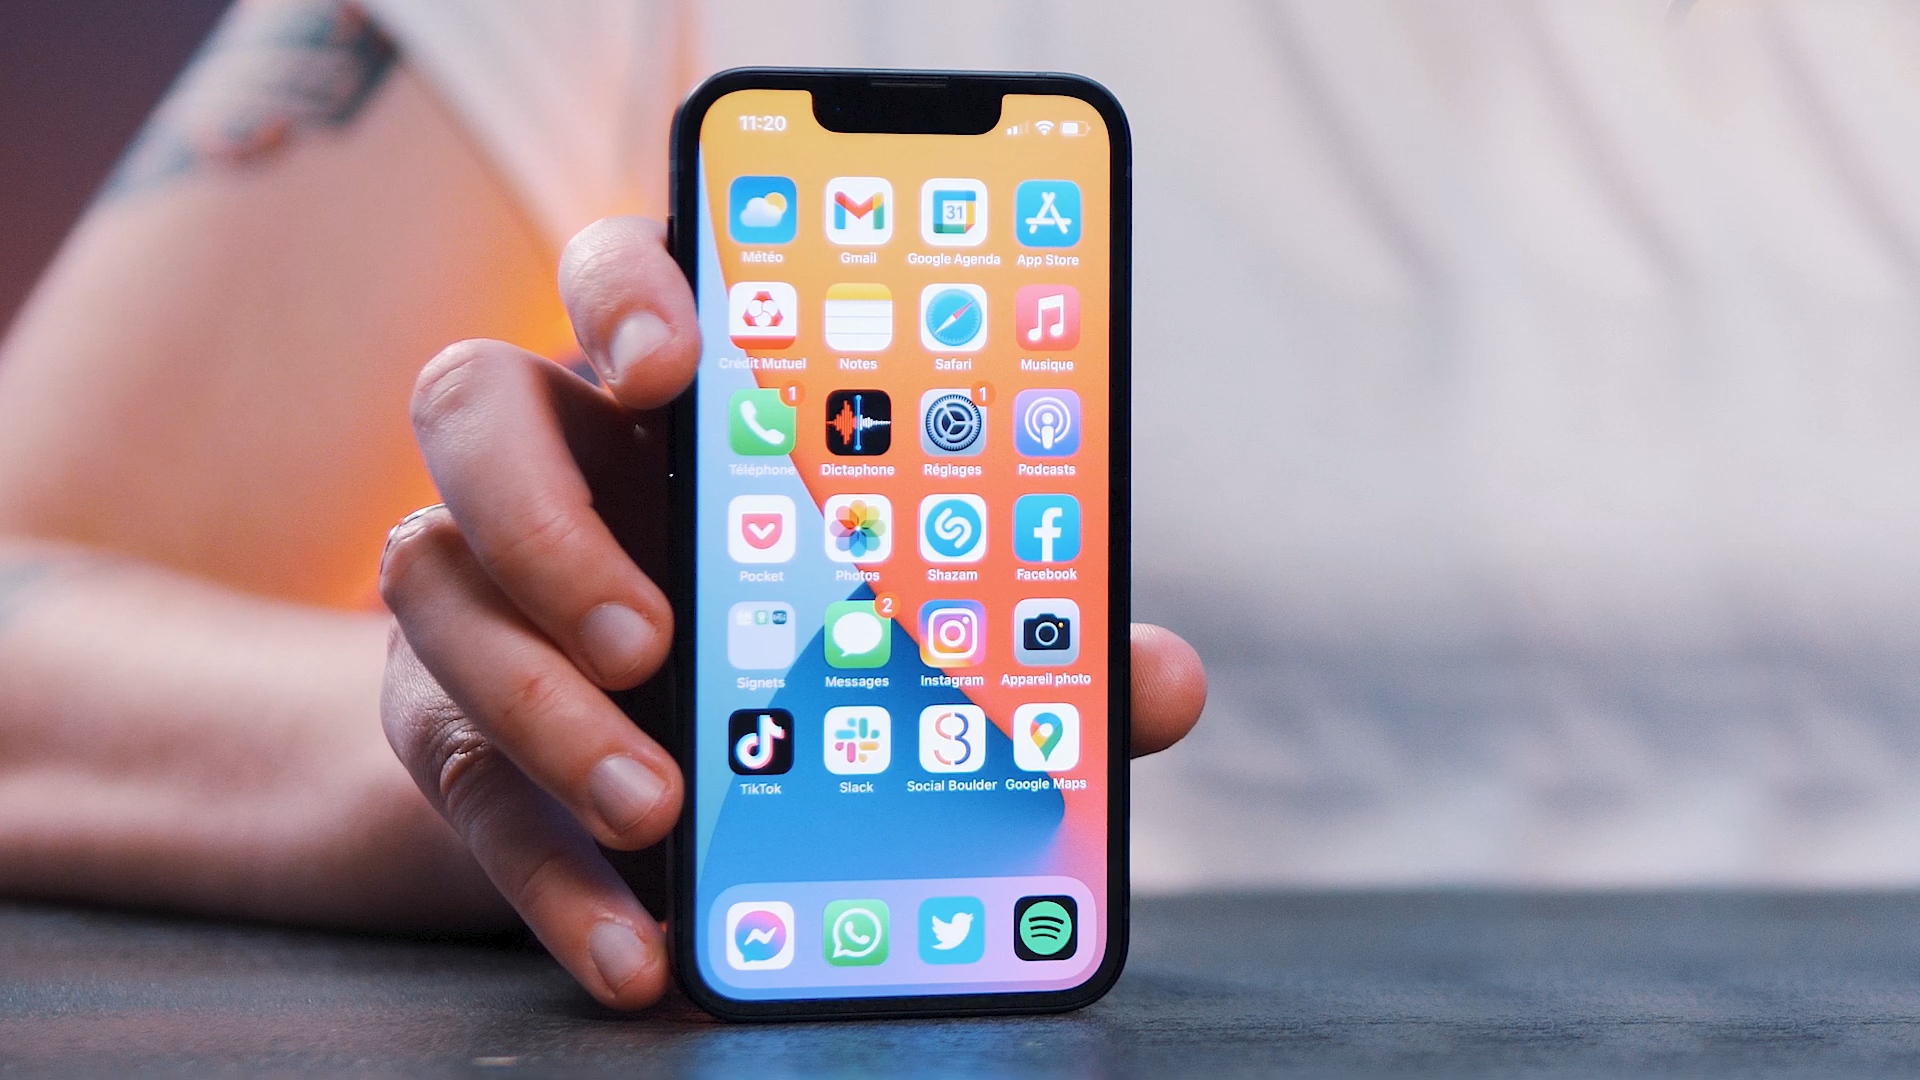 11:20
31
Météo Gmail Google Agenda App Store
Crédit Mutuel Notes Safari Musique
1 1
Téléphone Dictaphone Réglages Podcasts
Pocket Photos Shazam Facebook
2
Signets Messages Instagram Appareil photo
TikTok Slack Social Boulder Google Maps